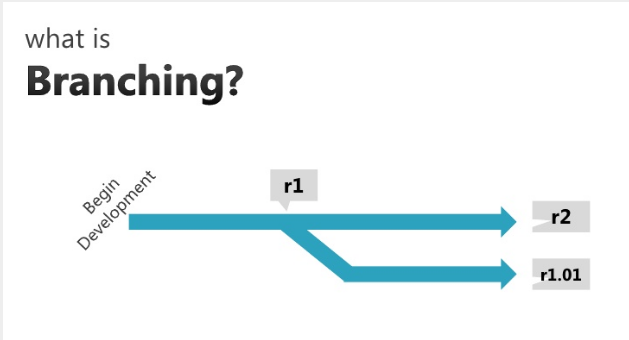 what is
Branching?
Begin
Development
r1
r2
r1.01